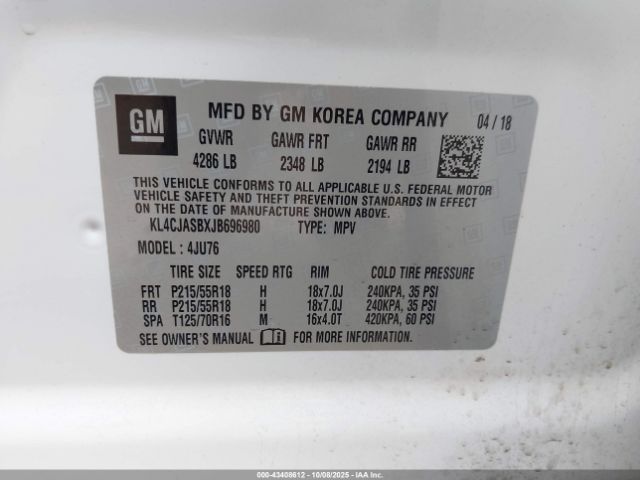 GM MFD BY GM KOREA COMPANY 04 / 18
GVWR GAWR FRT GAWR RR
4286 LB 2348 LB 2194 LB
THIS VEHICLE CONFORMS TO ALL APPLICABLE U.S. FEDERAL MOTOR
VEHICLE SAFETY AND THEFT PREVENTION STANDARDS IN EFFECT
ON THE DATE OF MANUFACTURE SHOWN ABOVE.
KL4CJASBXJB696980 TYPE: MPV
MODEL : 4JU76
TIRE SIZE SPEED RTG RIM COLD TIRE PRESSURE
FRT P215/55R18 H 18x7.0J 240KPA, 35 PSI
RR P215/55R18 H 18x7.0J 240KPA, 35 PSI
SPA T125/70R16 M 16x4.0T 420KPA, 60 PSI
SEE OWNER'S MANUAL FOR MORE INFORMATION.
000-43408612 - 10/08/2025 - IAA, Inc.